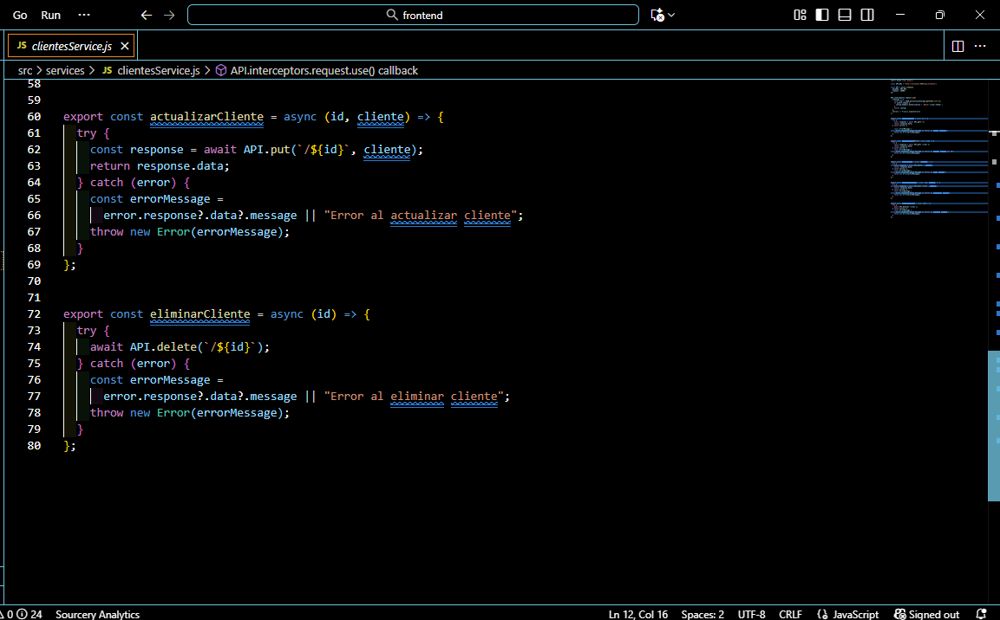 Go Run ··· frontend
JS clientesService.js
src > services > JS clientesService.js > API.interceptors.request.use() callback
58
59
60 export const actualizarCliente = async (id, cliente) => {
61 try {
62 const response = await API.put(`/${id}`, cliente);
63 return response.data;
64 } catch (error) {
65 const errorMessage =
66 error.response?.data?.message || "Error al actualizar cliente";
67 throw new Error(errorMessage);
68 }
69 };
70
71
72 export const eliminarCliente = async (id) => {
73 try {
74 await API.delete(`/${id}`);
75 } catch (error) {
76 const errorMessage =
77 error.response?.data?.message || "Error al eliminar cliente";
78 throw new Error(errorMessage);
79 }
80 };
0 24 Sourcery Analytics Ln 12, Col 16 Spaces: 2 UTF-8 CRLF {} JavaScript Signed out